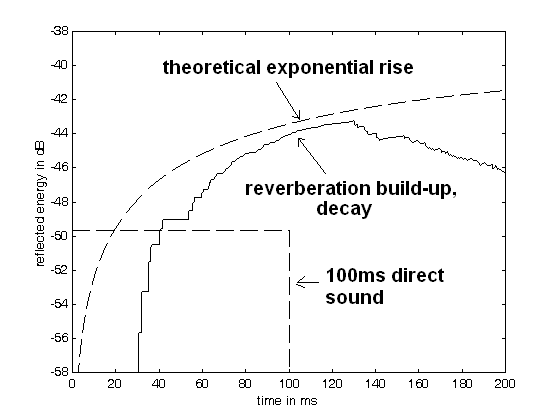 -38
-40
-42
-44
-46
-48
-50
-52
-54
-56
-58
reflected energy in dB
theoretical exponential rise
reverberation build-up,
decay
100ms direct
sound
0 20 40 60 80 100 120 140 160 180 200
time in ms